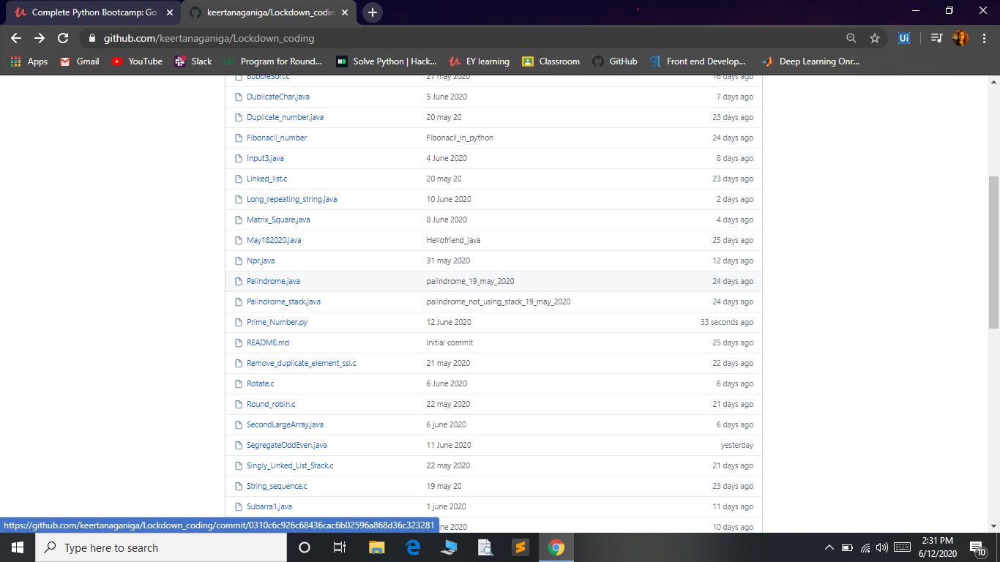 Complete Python Bootcamp: Go
keertanaganiga/Lockdown_codin
github.com/keertanaganiga/Lockdown_coding
Apps Gmail YouTube Slack Program for Round... Solve Python | Hack... EY learning Classroom GitHub Front end Develop... Deep Learning Onr...
BubbleSort.c 27 may 2020 16 days ago
DublicateChar.java 5 June 2020 7 days ago
Duplicate_number.java 20 may 20 23 days ago
Fibonacii_number Fibonacii_in_python 24 days ago
Input3.java 4 June 2020 8 days ago
Linked_list.c 20 may 20 23 days ago
Long_repeating_string.java 10 June 2020 2 days ago
Matrix_Square.java 8 June 2020 4 days ago
May182020.java Hellofriend_java 25 days ago
Npr.java 31 may 2020 12 days ago
Palindrome.java palindrome_19_may_2020 24 days ago
Palindrome_stack.java palindrome_not_using_stack_19_may_2020 24 days ago
Prime_Number.py 12 June 2020 33 seconds ago
README.md Initial commit 25 days ago
Remove_duplicate_element_ssl.c 21 may 2020 22 days ago
Rotate.c 6 June 2020 6 days ago
Round_robin.c 22 may 2020 21 days ago
SecondLargeArray.java 6 june 2020 6 days ago
SegregateOddEven.java 11 June 2020 yesterday
Singly_Linked_List_Stack.c 22 may 2020 21 days ago
String_sequence.c 19 may 20 23 days ago
Subarra1.java 1 june 2020 11 days ago
https://github.com/keertanaganiga/Lockdown_coding/commit/0310c6c926c68436cac6b02596a868d36c323281
2020 10 days ago
Type here to search
2:31 PM
6/12/2020
10